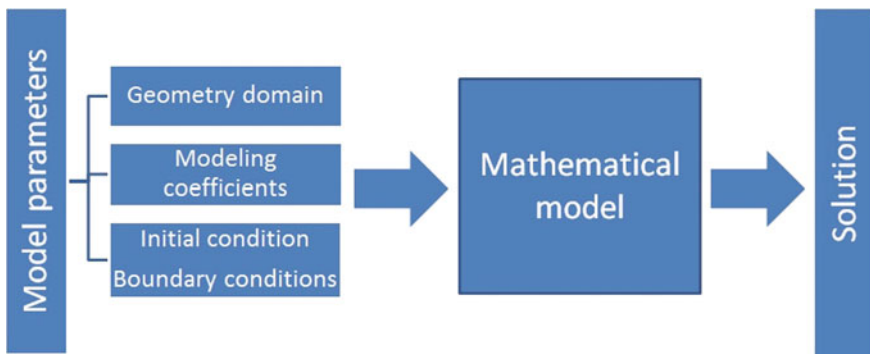 Model parameters
Geometry domain
Modeling
coefficients
Initial condition
Boundary conditions
Mathematical
model
Solution